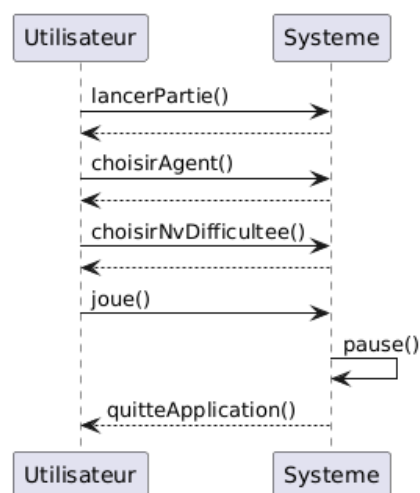 Utilisateur Systeme
lancerPartie()
choisirAgent()
choisirNvDifficultee()
joue()
pause()
quitteApplication()
Utilisateur Systeme